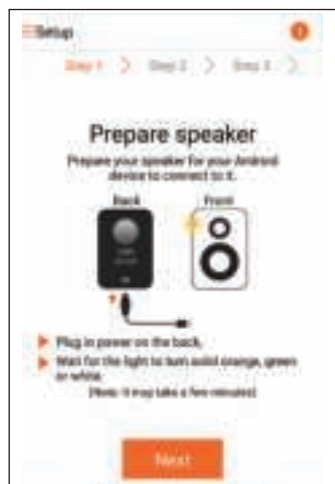 Setup
Step 1 > Step 2 > Step 3 >
Prepare speaker
Prepare your speaker for your Android
device to connect to it.
Back Front
Plug in power on the back.
Wait for the light to turn solid orange, green
or white.
(Note: it may take a few minutes)
Next